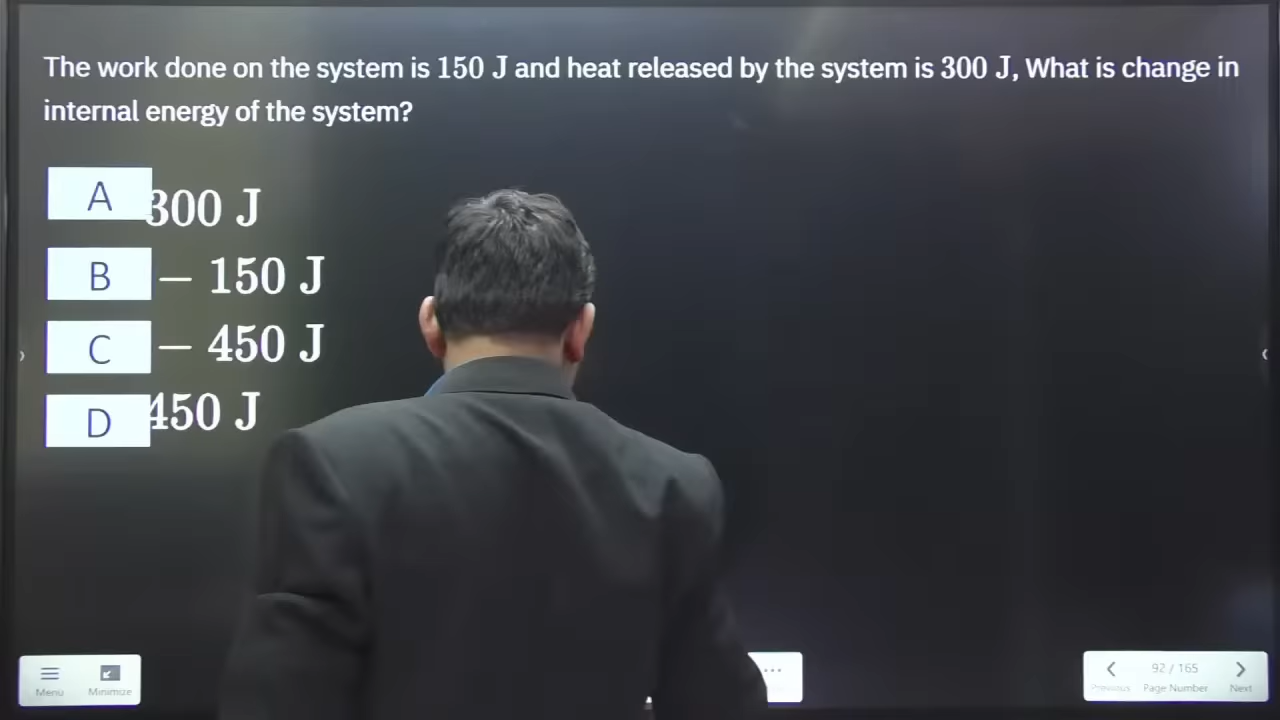 The work done on the system is 150 J and heat released by the system is 300 J, What is change in
internal energy of the system?
A 300 J
B − 150 J
C − 450 J
D 450 J
Menu Minimize
Previous 92 / 165 Page Number Next